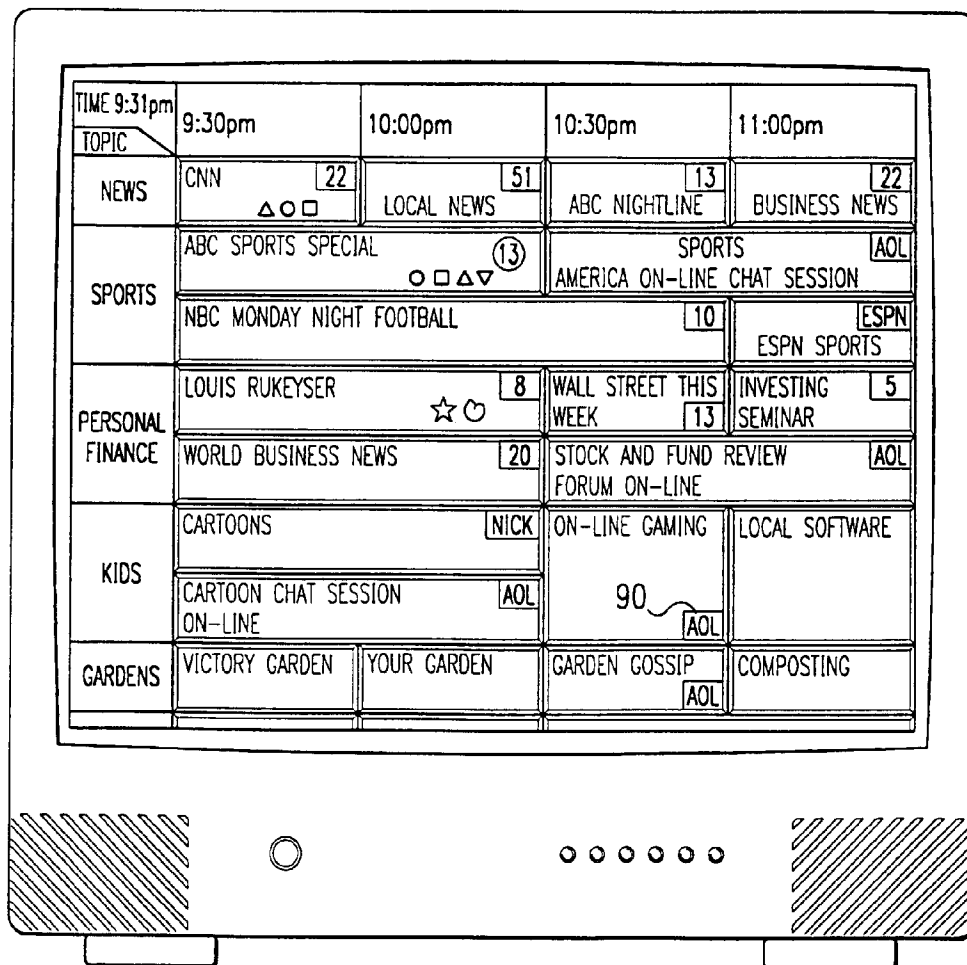 TIME 9:31pm
TOPIC
9:30pm 10:00pm 10:30pm 11:00pm
NEWS
CNN 22
51
LOCAL NEWS
13
ABC NIGHTLINE
22
BUSINESS NEWS
SPORTS
ABC SPORTS SPECIAL 13
SPORTS AOL
AMERICA ON-LINE CHAT SESSION
NBC MONDAY NIGHT FOOTBALL 10
ESPN
ESPN SPORTS
PERSONAL
FINANCE
LOUIS RUKEYSER 8
WALL STREET THIS
WEEK 13
INVESTING 5
SEMINAR
WORLD BUSINESS NEWS 20
STOCK AND FUND REVIEW AOL
FORUM ON-LINE
KIDS
CARTOONS NICK
CARTOON CHAT SESSION AOL
ON-LINE
ON-LINE GAMING
90
AOL
LOCAL SOFTWARE
GARDENS
VICTORY GARDEN
YOUR GARDEN
GARDEN GOSSIP
AOL
COMPOSTING